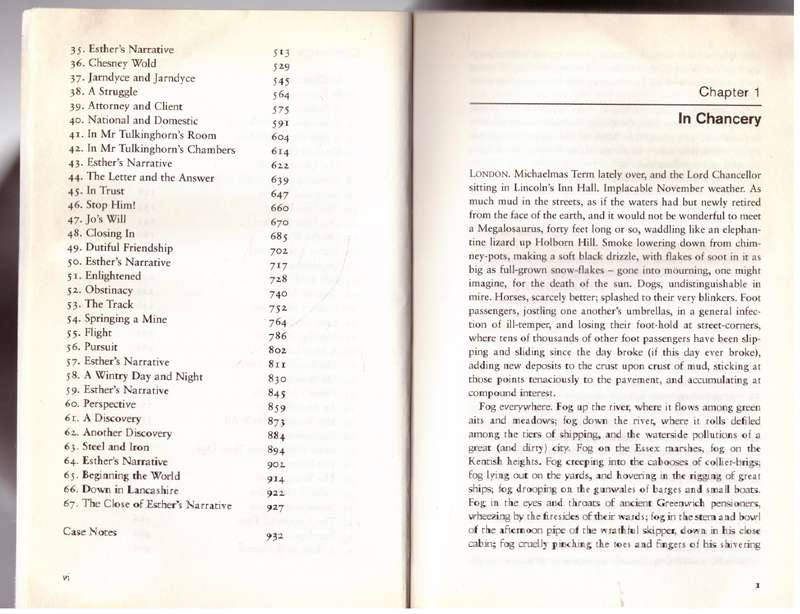 35. Esther's Narrative 513
36. Chesney Wold 529
37. Jarndyce and Jarndyce 545
38. A Struggle 564
39. Attorney and Client 575
40. National and Domestic 591
41. In Mr Tulkinghorn's Room 604
42. In Mr Tulkinghorn's Chambers 614
43. Esther's Narrative 622
44. The Letter and the Answer 639
45. In Trust 647
46. Stop Him! 660
47. Jo's Will 670
48. Closing In 685
49. Dutiful Friendship 702
50. Esther's Narrative 717
51. Enlightened 728
52. Obstinacy 740
53. The Track 752
54. Springing a Mine 764
55. Flight 786
56. Pursuit 802
57. Esther's Narrative 811
58. A Wintry Day and Night 830
59. Esther's Narrative 845
60. Perspective 859
61. A Discovery 873
62. Another Discovery 884
63. Steel and Iron 894
64. Esther's Narrative 902
65. Beginning the World 914
66. Down in Lancashire 922
67. The Close of Esther's Narrative 927
Case Notes 932
vi
Chapter 1
In Chancery
LONDON. Michaelmas Term lately over, and the Lord Chancellor
sitting in Lincoln's Inn Hall. Implacable November weather. As
much mud in the streets, as if the waters had but newly retired
from the face of the earth, and it would not be wonderful to meet
a Megalosaurus, forty feet long or so, waddling like an elephan-
tine lizard up Holborn Hill. Smoke lowering down from chim-
ney-pots, making a soft black drizzle, with flakes of soot in it as
big as full-grown snow-flakes – gone into mourning, one might
imagine, for the death of the sun. Dogs, undistinguishable in
mire. Horses, scarcely better; splashed to their very blinkers. Foot
passengers, jostling one another's umbrellas, in a general infec-
tion of ill-temper, and losing their foot-hold at street-corners,
where tens of thousands of other foot passengers have been slip-
ping and sliding since the day broke (if this day ever broke),
adding new deposits to the crust upon crust of mud, sticking at
those points tenaciously to the pavement, and accumulating at
compound interest.
Fog everywhere. Fog up the river, where it flows among green
aits and meadows; fog down the river, where it rolls defiled
among the tiers of shipping, and the waterside pollutions of a
great (and dirty) city. Fog on the Essex marshes, fog on the
Kentish heights. Fog creeping into the cabooses of collier-brigs;
fog lying out on the yards, and hovering in the rigging of great
ships; fog drooping on the gunwales of barges and small boats.
Fog in the eyes and throats of ancient Greenwich pensioners,
wheezing by the firesides of their wards; fog in the stem and bowl
of the afternoon pipe of the wrathful skipper, down in his close
cabin; fog cruelly pinching the toes and fingers of his shivering
1